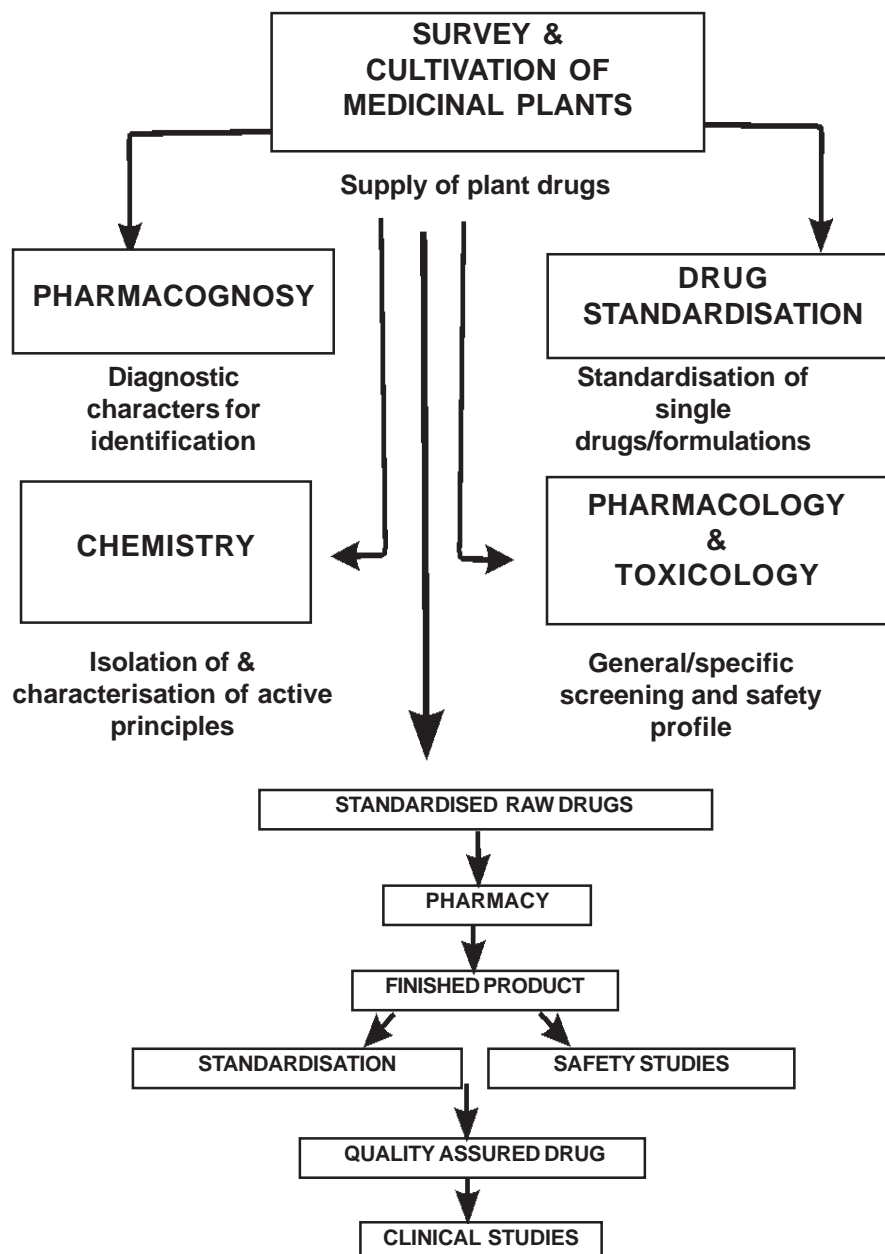 SURVEY &
CULTIVATION OF
MEDICINAL PLANTS
Supply of plant drugs
PHARMACOGNOSY
Diagnostic
characters for
identification
DRUG
STANDARDISATION
Standardisation of
single
drugs/formulations
CHEMISTRY
Isolation of &
characterisation of active
principles
PHARMACOLOGY
&
TOXICOLOGY
General/specific
screening and safety
profile
STANDARDISED RAW DRUGS
PHARMACY
FINISHED PRODUCT
STANDARDISATION
SAFETY STUDIES
QUALITY ASSURED DRUG
CLINICAL STUDIES